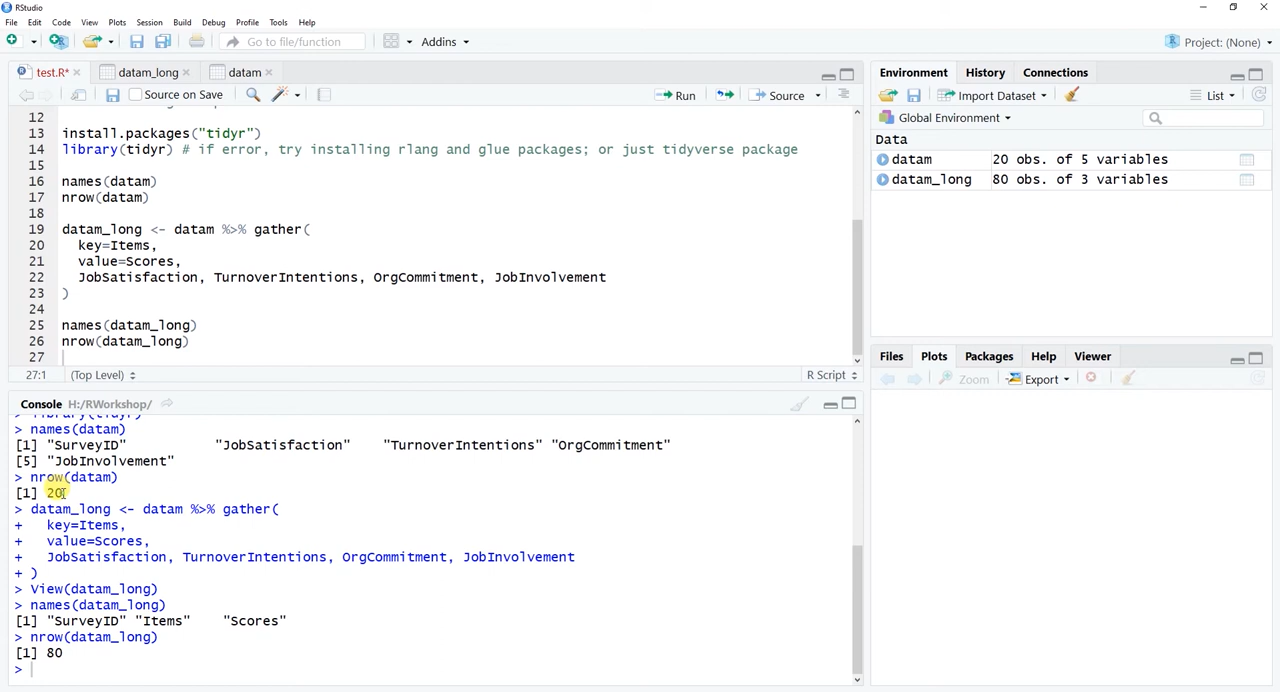 RStudio
File Edit Code View Plots Session Build Debug Profile Tools Help
Go to file/function Addins Project: (None)
test.R* datam_long datam
Source on Save Run Source
12
13 install.packages("tidyr")
14 library(tidyr) # if error, try installing rlang and glue packages; or just tidyverse package
15
16 names(datam)
17 nrow(datam)
18
19 datam_long <- datam %>% gather(
20 key=Items,
21 value=Scores,
22 JobSatisfaction, TurnoverIntentions, OrgCommitment, JobInvolvement
23 )
24
25 names(datam_long)
26 nrow(datam_long)
27
27:1 (Top Level) R Script
Console H:/RWorkshop/
> library(tidyr)
> names(datam)
[1] "SurveyID" "JobSatisfaction" "TurnoverIntentions" "OrgCommitment"
[5] "JobInvolvement"
> nrow(datam)
[1] 20
> datam_long <- datam %>% gather(
+ key=Items,
+ value=Scores,
+ JobSatisfaction, TurnoverIntentions, OrgCommitment, JobInvolvement
+ )
> View(datam_long)
> names(datam_long)
[1] "SurveyID" "Items" "Scores"
> nrow(datam_long)
[1] 80
>
Environment History Connections
Import Dataset List
Global Environment
Data
datam 20 obs. of 5 variables
datam_long 80 obs. of 3 variables
Files Plots Packages Help Viewer
Zoom Export